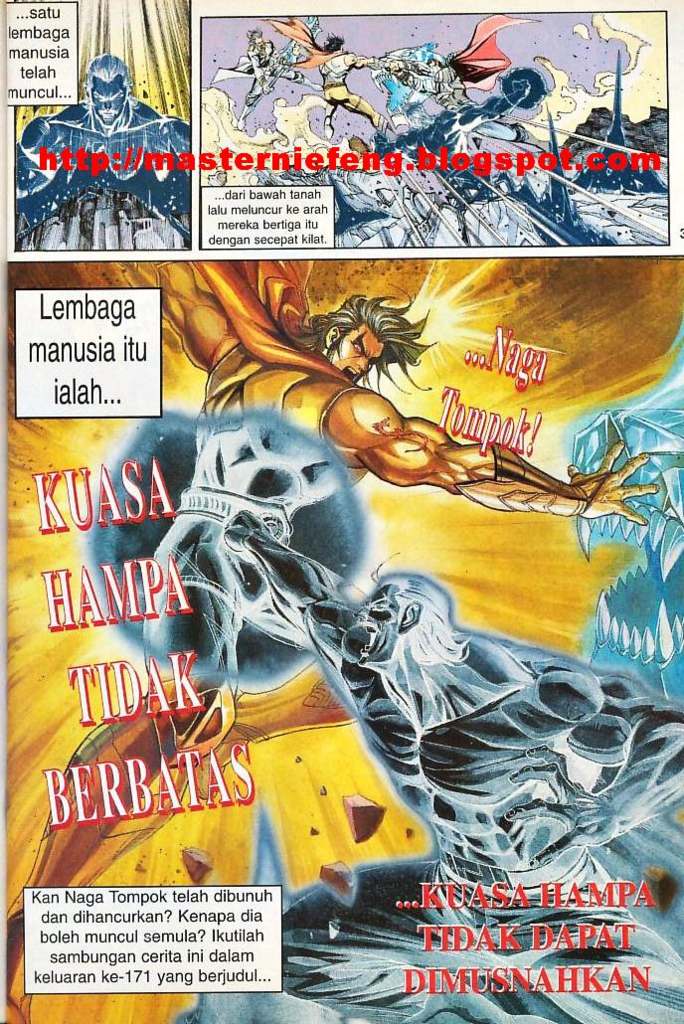 ...satu
lembaga
manusia
telah
muncul...
http://masterniefeng.blogspot.com
...dari bawah tanah
lalu meluncur ke arah
mereka bertiga itu
dengan secepat kilat.
3
Lembaga
manusia itu
ialah...
...Naga
Tompok!
KUASA
HAMPA
TIDAK
BERBATAS
Kan Naga Tompok telah dibunuh
dan dihancurkan? Kenapa dia
boleh muncul semula? Ikutilah
sambungan cerita ini dalam
keluaran ke-171 yang berjudul...
...KUASA HAMPA
TIDAK DAPAT
DIMUSNAHKAN